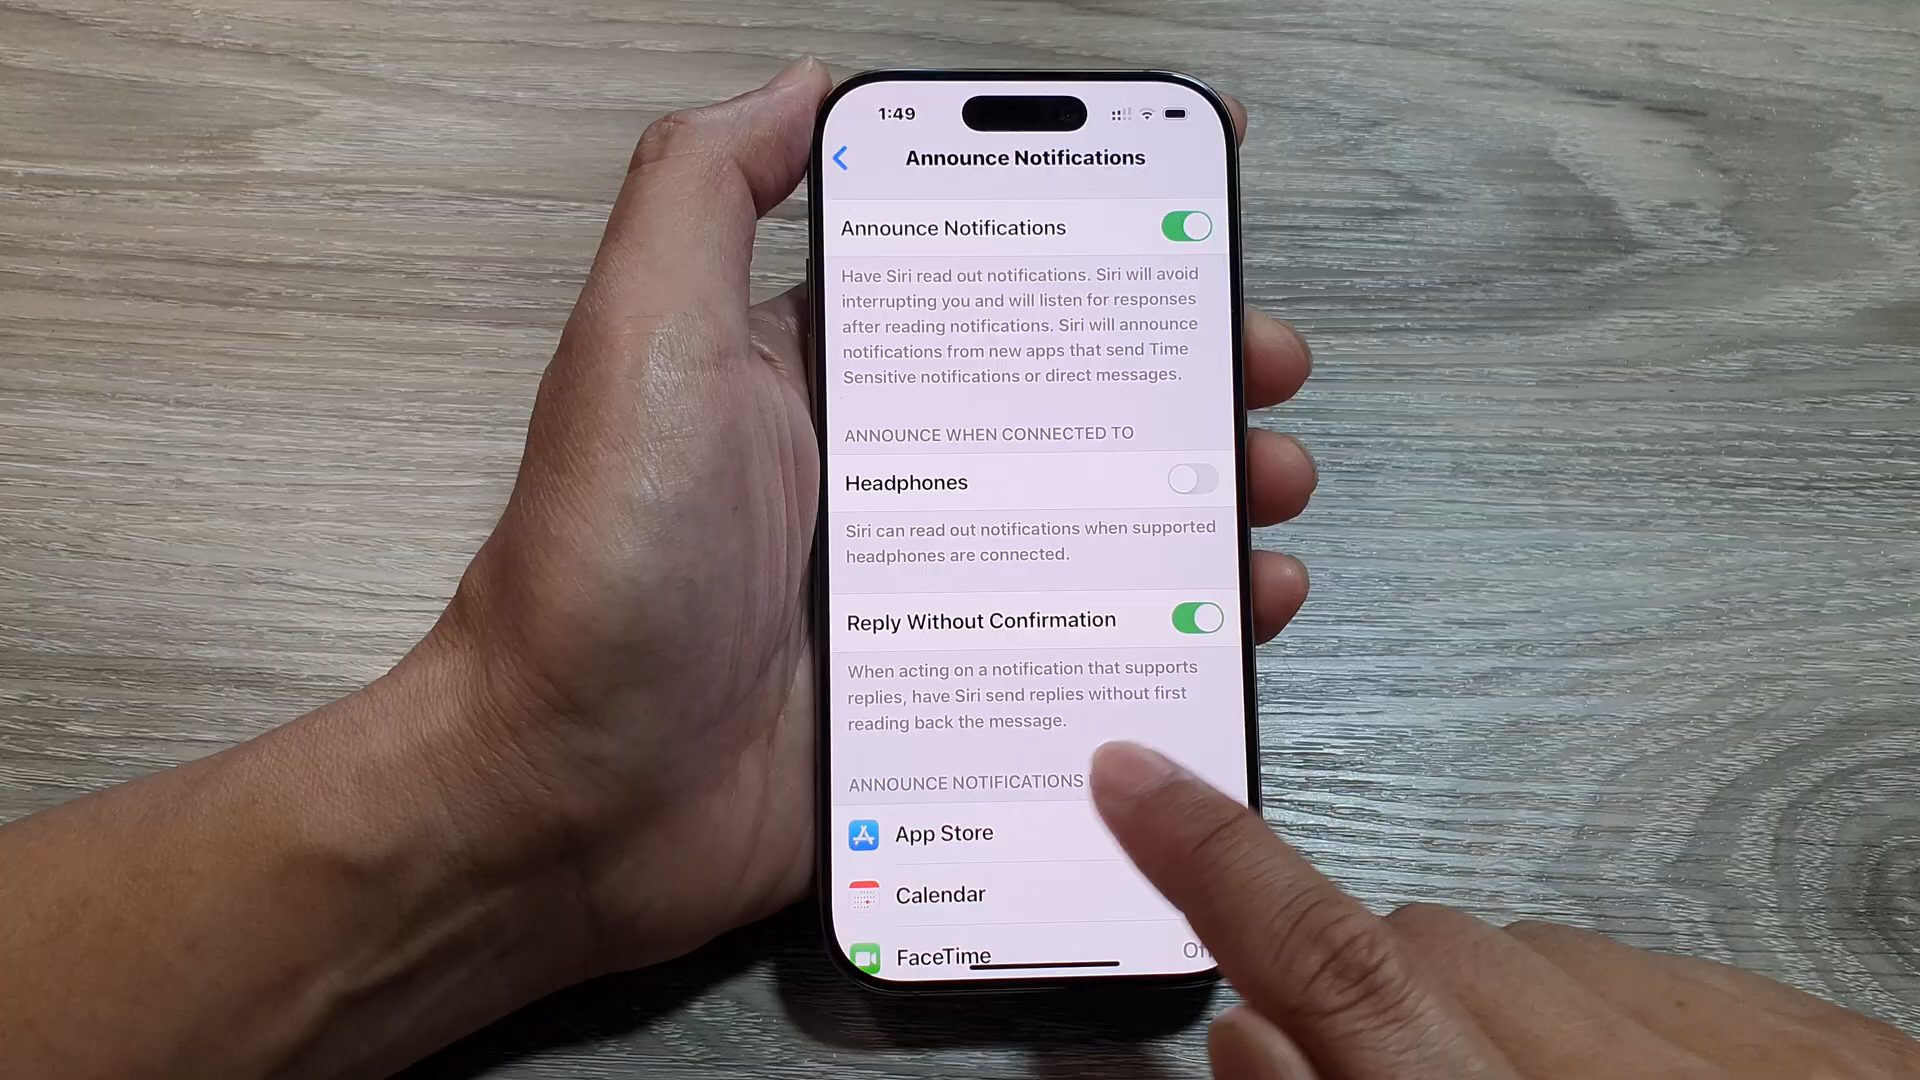 1:49
Announce Notifications
Announce Notifications
Have Siri read out notifications. Siri will avoid
interrupting you and will listen for responses
after reading notifications. Siri will announce
notifications from new apps that send Time
Sensitive notifications or direct messages.
ANNOUNCE WHEN CONNECTED TO
Headphones
Siri can read out notifications when supported
headphones are connected.
Reply Without Confirmation
When acting on a notification that supports
replies, have Siri send replies without first
reading back the message.
ANNOUNCE NOTIFICATIONS
App Store
Calendar
FaceTime